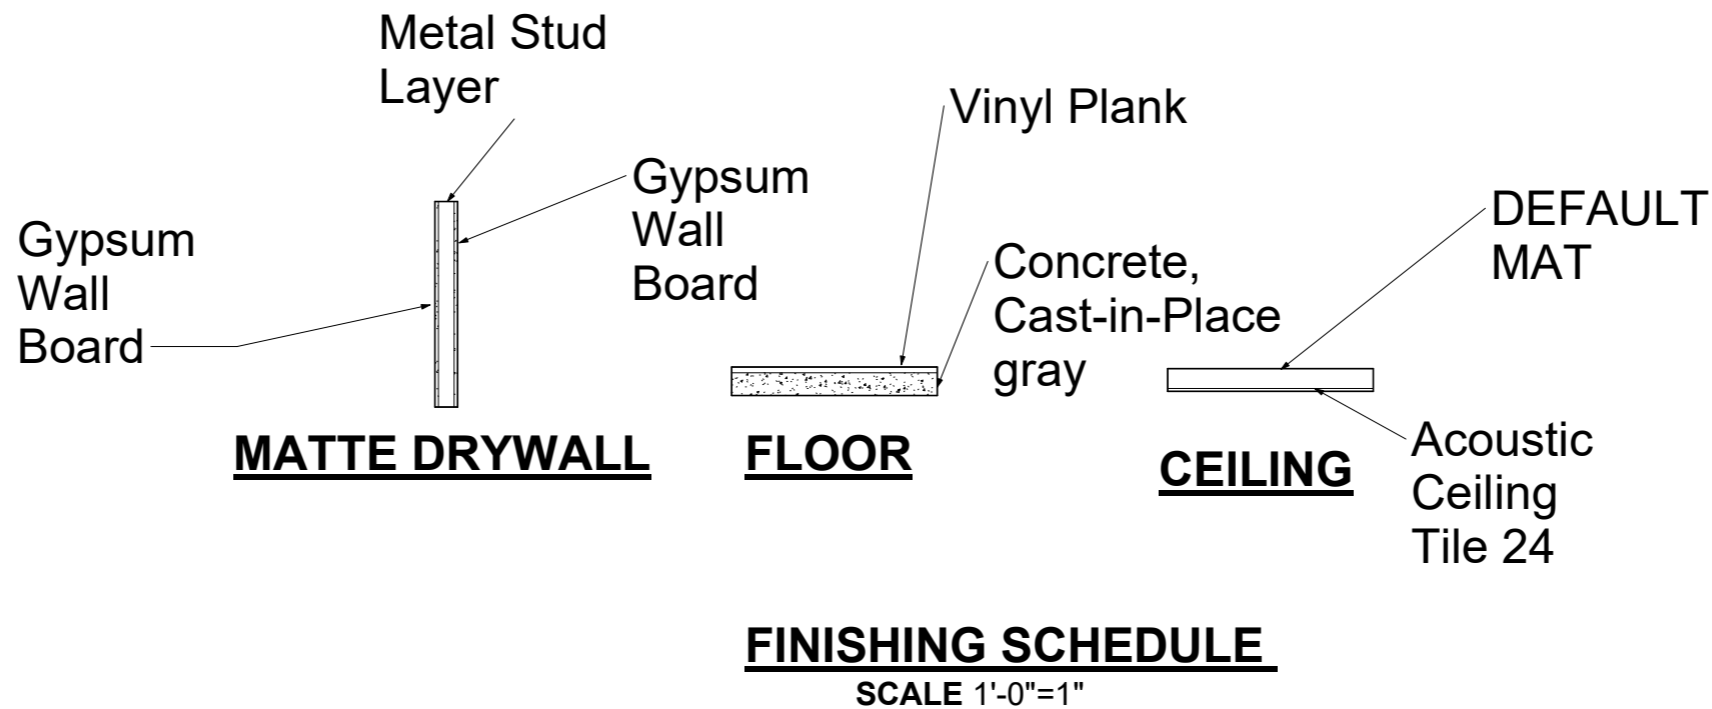 Metal Stud
Layer
Gypsum
Wall
Board
Gypsum
Wall
Board
MATTE DRYWALL
Vinyl Plank
Concrete,
Cast-in-Place
gray
FLOOR
DEFAULT
MAT
Acoustic
Ceiling
Tile 24
CEILING
FINISHING SCHEDULE
SCALE 1'-0"=1"